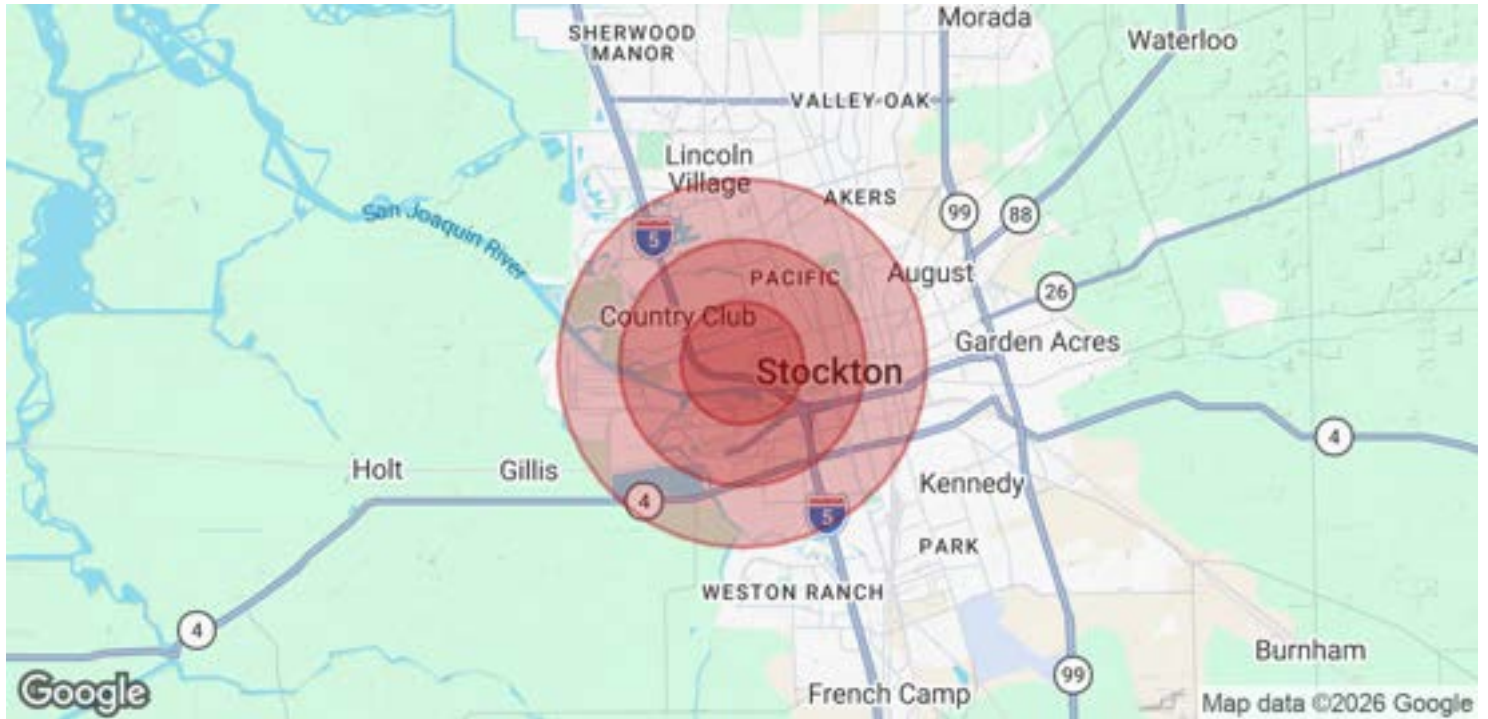 Morada
SHERWOOD
MANOR
Waterloo
VALLEY OAK
Lincoln
Village
AKERS
San Joaquin River
99
88
5
PACIFIC
August
26
Country Club
Garden Acres
Stockton
4
Holt
Gillis
Kennedy
4
5
PARK
WESTON RANCH
4
Burnham
99
French Camp
Google
Map data ©2026 Google